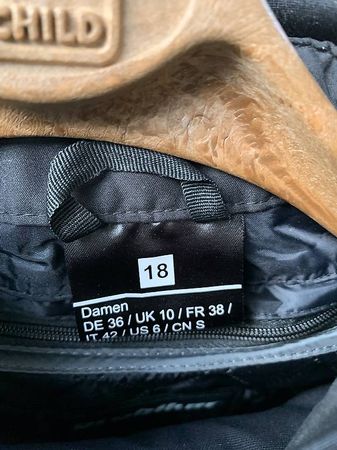 CHILD
18
Damen
DE 36 / UK 10 / FR 38 /
IT 42 / US 6 / CN S